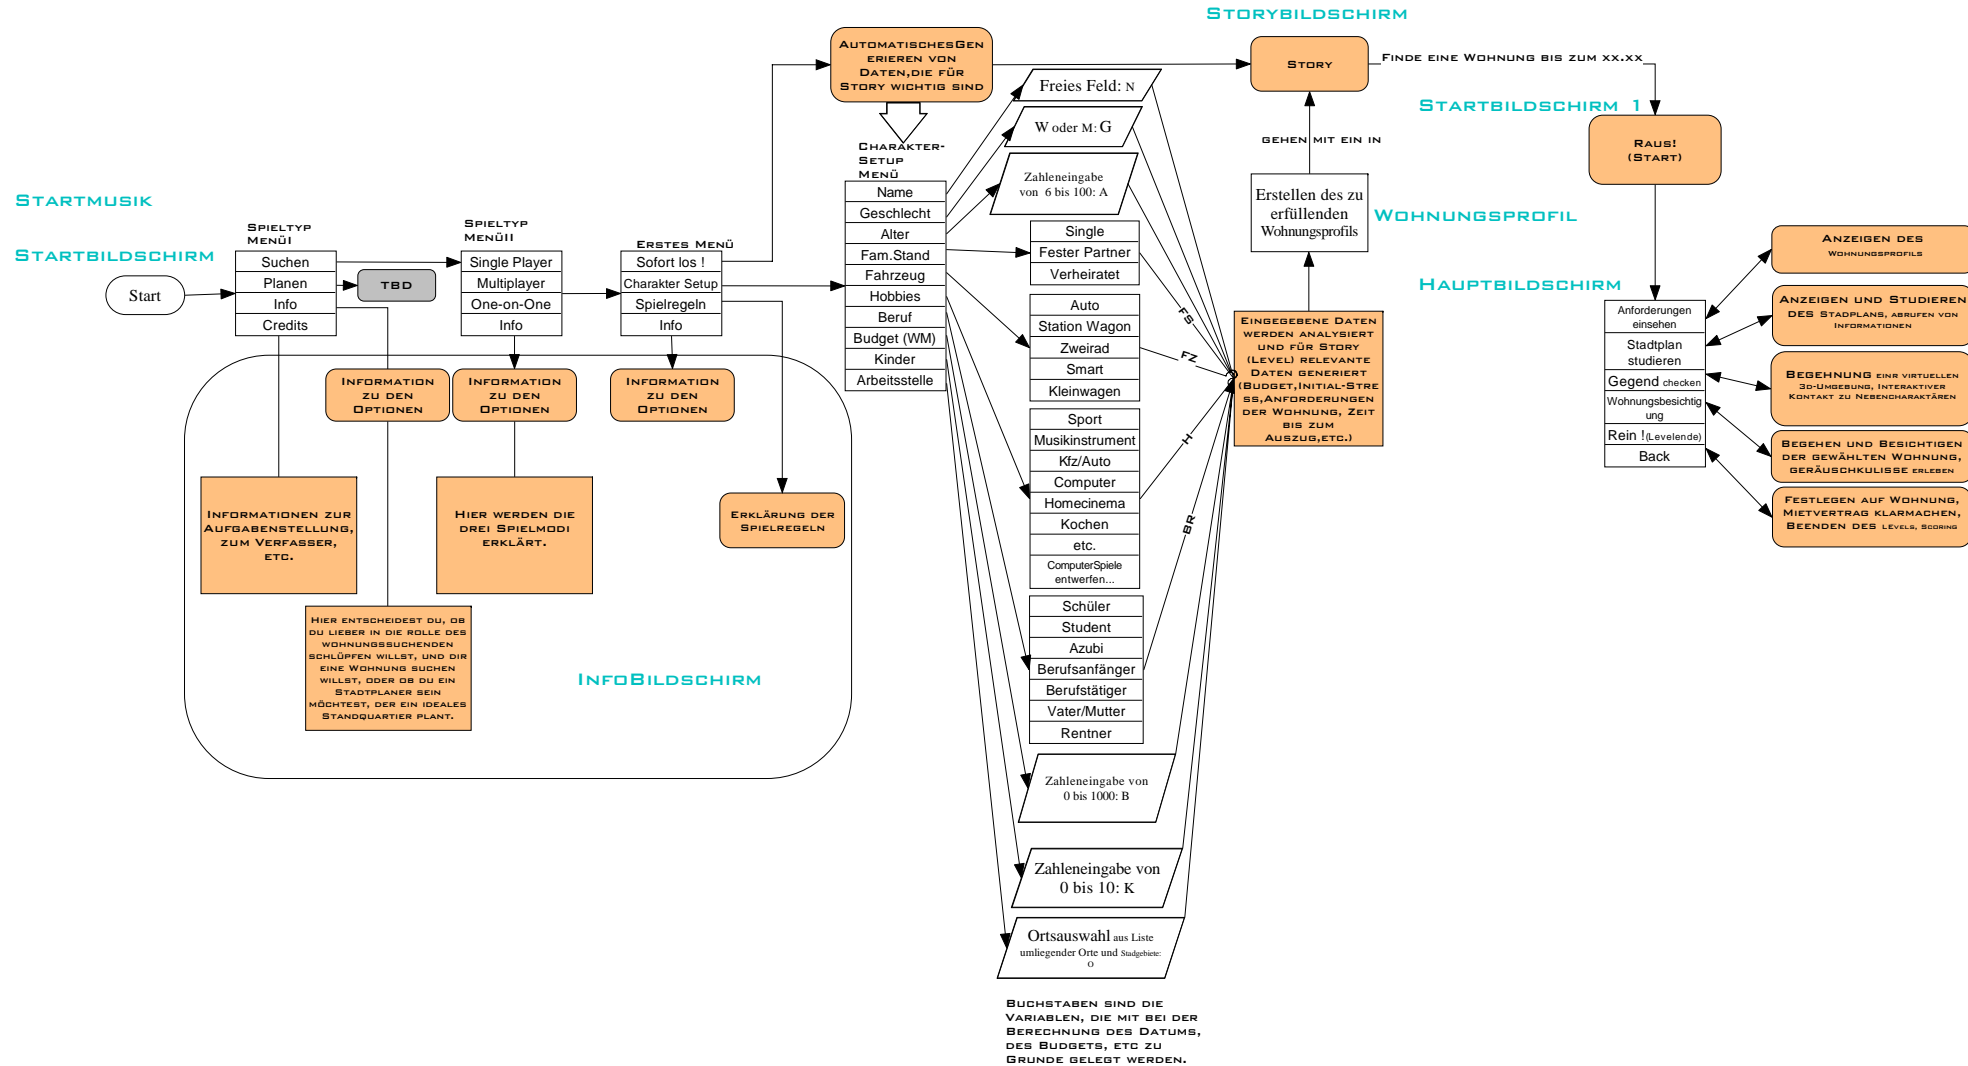 STARTMUSIK
STARTBILDSCHIRM
Start
SPIELTYP
MENÜI
Suchen
Planen
Info
Credits
TBD
SPIELTYP
MENÜII
Single Player
Multiplayer
One-on-One
Info
ERSTES MENÜ
Sofort los !
Charakter Setup
Spielregeln
Info
INFORMATION
ZU DEN
OPTIONEN
INFORMATION
ZU DEN
OPTIONEN
INFORMATION
ZU DEN
OPTIONEN
INFORMATIONEN ZUR
AUFGABENSTELLUNG,
ZUM VERFASSER,
ETC.
HIER WERDEN DIE
DREI SPIELMODI
ERKLÄRT.
ERKLÄRUNG DER
SPIELREGELN
HIER ENTSCHEIDEST DU, OB
DU LIEBER IN DIE ROLLE DES
WOHNUNGSSUCHENDEN
SCHLÜPFEN WILLST, UND DIR
EINE WOHNUNG SUCHEN
WILLST, ODER OB DU EIN
STADTPLANER SEIN
MÖCHTEST, DER EIN IDEALES
STANDQUARTIER PLANT.
INFOBILDSCHIRM
AUTOMATISCHESGEN
ERIEREN VON
DATEN,DIE FÜR
STORY WICHTIG SIND
CHARAKTER-
SETUP
MENÜ
Name
Geschlecht
Alter
Fam.Stand
Fahrzeug
Hobbies
Beruf
Budget (WM)
Kinder
Arbeitsstelle
Freies Feld: N
W oder M: G
Zahleneingabe
von 6 bis 100: A
Single
Fester Partner
Verheiratet
Auto
Station Wagon
Zweirad
Smart
Kleinwagen
Sport
Musikinstrument
Kfz/Auto
Computer
Homecinema
Kochen
etc.
ComputerSpiele
entwerfen...
Schüler
Student
Azubi
Berufsanfänger
Berufstätiger
Vater/Mutter
Rentner
Zahleneingabe von
0 bis 1000: B
Zahleneingabe von
0 bis 10: K
Ortsauswahl aus Liste
umliegender Orte und Stadgebiete:
O
BUCHSTABEN SIND DIE
VARIABLEN, DIE MIT BEI DER
BERECHNUNG DES DATUMS,
DES BUDGETS, ETC ZU
GRUNDE GELEGT WERDEN.
FS
FZ
H
BR
STORYBILDSCHIRM
STORY
FINDE EINE WOHNUNG BIS ZUM XX.XX
GEHEN MIT EIN IN
Erstellen des zu
erfüllenden
Wohnungsprofils
WOHNUNGSPROFIL
EINGEGEBENE DATEN
WERDEN ANALYSIERT
UND FÜR STORY
(LEVEL) RELEVANTE
DATEN GENERIERT
(BUDGET,INITIAL-STRE
SS,ANFORDERUNGEN
DER WOHNUNG, ZEIT
BIS ZUM
AUSZUG,ETC.)
STARTBILDSCHIRM 1
RAUS!
(START)
HAUPTBILDSCHIRM
Anforderungen
einsehen
Stadtplan
studieren
Gegend checken
Wohnungsbesichtig
ung
Rein !(Levelende)
Back
ANZEIGEN DES
WOHNUNGSPROFILS
ANZEIGEN UND STUDIEREN
DES STADPLANS, ABRUFEN VON
INFORMATIONEN
BEGEHNUNG EINR VIRTUELLEN
3D-UMGEBUNG, INTERAKTIVER
KONTAKT ZU NEBENCHARAKTÄREN
BEGEHEN UND BESICHTIGEN
DER GEWÄHLTEN WOHNUNG,
GERÄUSCHKULISSE ERLEBEN
FESTLEGEN AUF WOHNUNG,
MIETVERTRAG KLARMACHEN,
BEENDEN DES LEVELS, SCORING